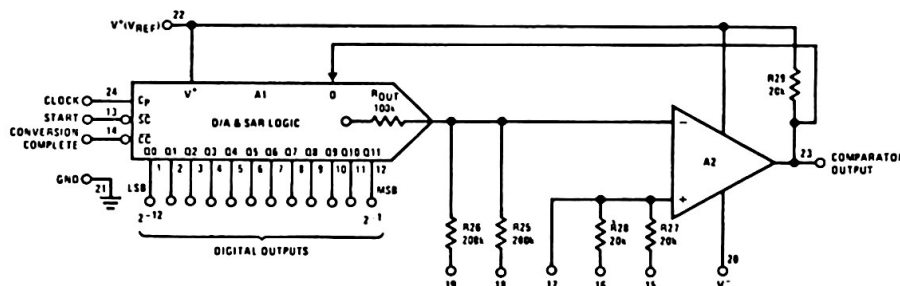 V⁺(VREF) 22
24
CLOCK
CP
V⁺ A1 D
ROUT
100k
13
START
SC
D/A & SAR LOGIC
14
CONVERSION
COMPLETE
CC
Q0 Q1 Q2 Q3 Q4 Q5 Q6 Q7 Q8 Q9 Q10 Q11
1 2 3 4 5 6 7 8 9 10 11 12
GND
21
LSB
MSB
2⁻¹²
2⁻¹
DIGITAL OUTPUTS
R29
20k
−
A2
+
23
COMPARATOR
OUTPUT
R26
200k
R25
200k
R28
20k
R27
20k
20
19 18 17 16 15 V⁻